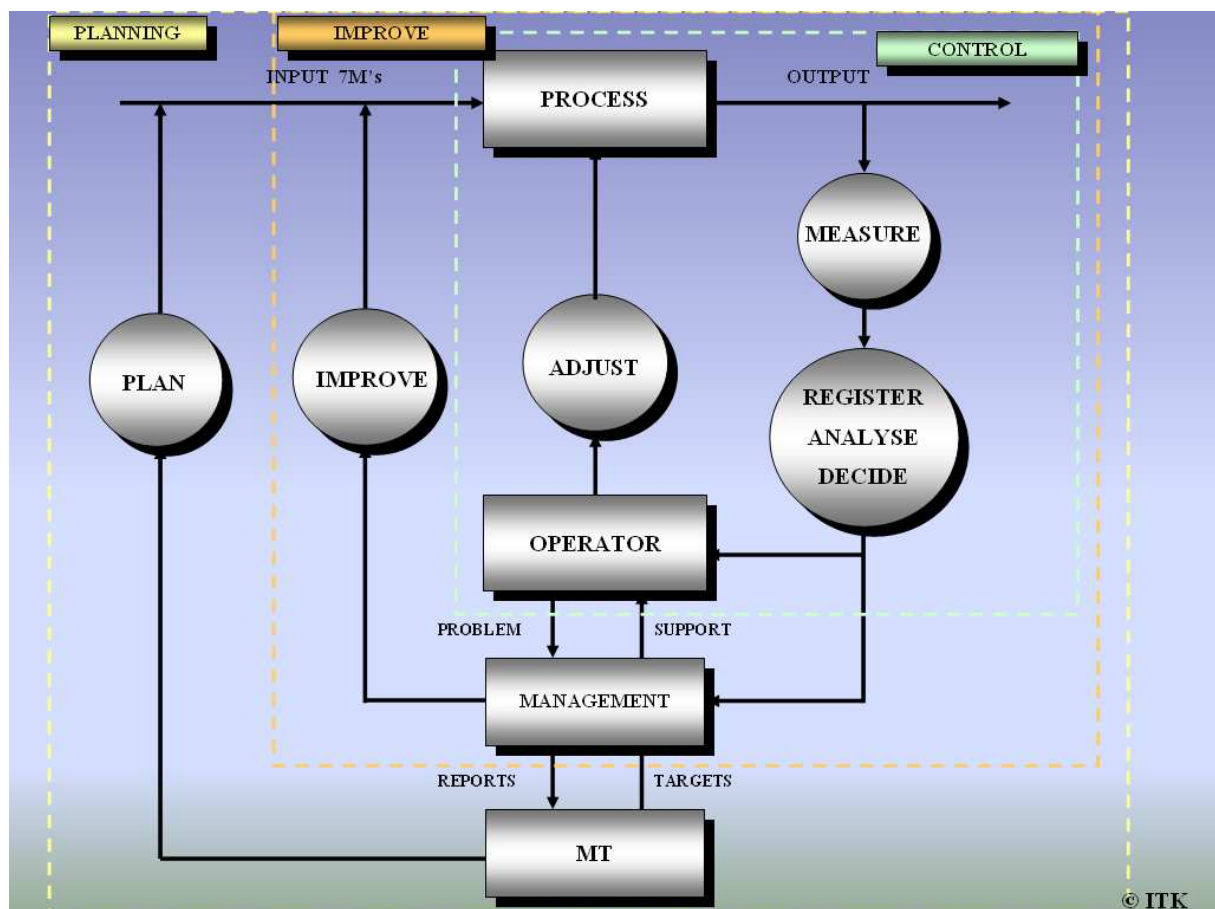 PLANNING
IMPROVE
CONTROL
INPUT 7M's
OUTPUT
PROCESS
MEASURE
PLAN
IMPROVE
ADJUST
REGISTER
ANALYSE
DECIDE
OPERATOR
PROBLEM
SUPPORT
MANAGEMENT
REPORTS
TARGETS
MT
© ITK